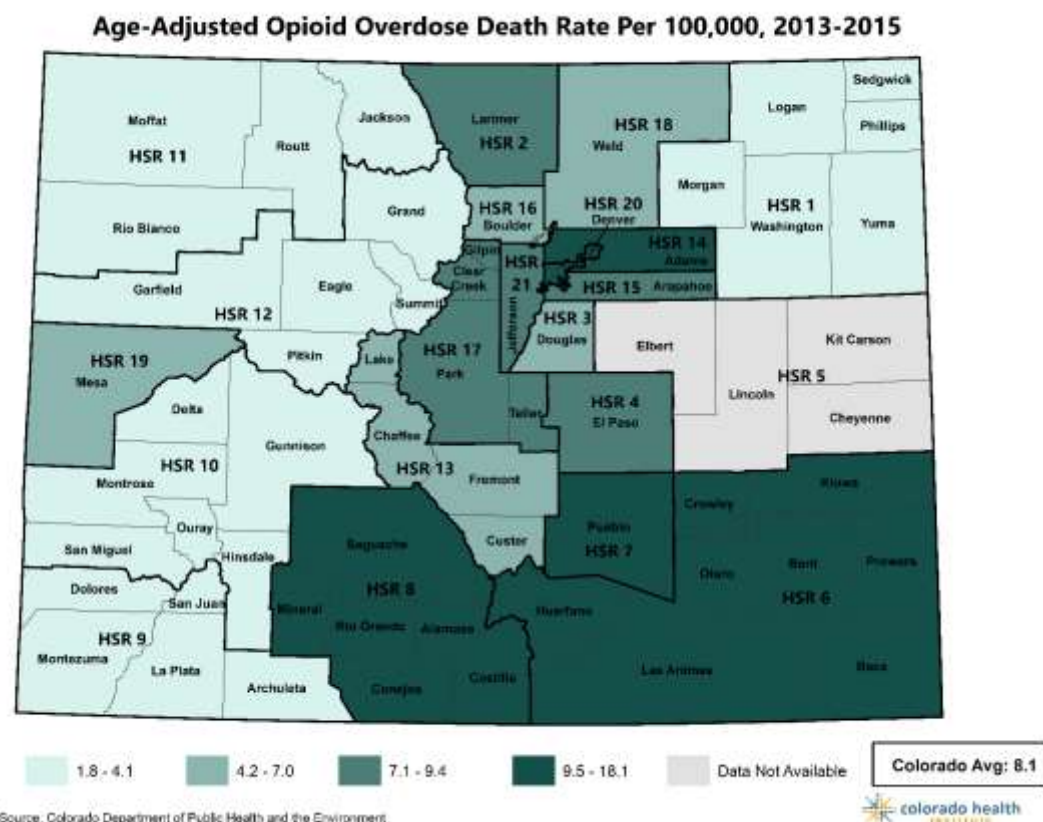 Age-Adjusted Opioid Overdose Death Rate Per 100,000, 2013-2015
Sedgwick
Logan
Phillips
Jackson
Larimer
HSR 2
HSR 18
Weld
Moffat
HSR 11
Routt
Morgan
HSR 1
Washington
Yuma
Grand
HSR 16
Boulder
HSR 20
Denver
Rio Blanco
Gilpin
Clear Creek
HSR 21
Jefferson
HSR 14
Adams
HSR 15
Arapahoe
Garfield
HSR 12
Eagle
Summit
HSR 3
Douglas
Elbert
Kit Carson
HSR 5
Lincoln
Cheyenne
HSR 19
Mesa
Pitkin
Lake
HSR 17
Park
Teller
HSR 4
El Paso
Delta
Gunnison
Chaffee
HSR 10
Montrose
HSR 13
Fremont
Ouray
Custer
San Miguel
Hinsdale
Saguache
Pueblo
HSR 7
Crowley
Kiowa
Otero
Bent
Prowers
HSR 6
Dolores
San Juan
HSR 8
Mineral
Rio Grande
Alamosa
Huerfano
HSR 9
Montezuma
La Plata
Archuleta
Conejos
Costilla
Las Animas
Baca
1.8 - 4.1
4.2 - 7.0
7.1 - 9.4
9.5 - 18.1
Data Not Available
Colorado Avg: 8.1
Source: Colorado Department of Public Health and the Environment
colorado health